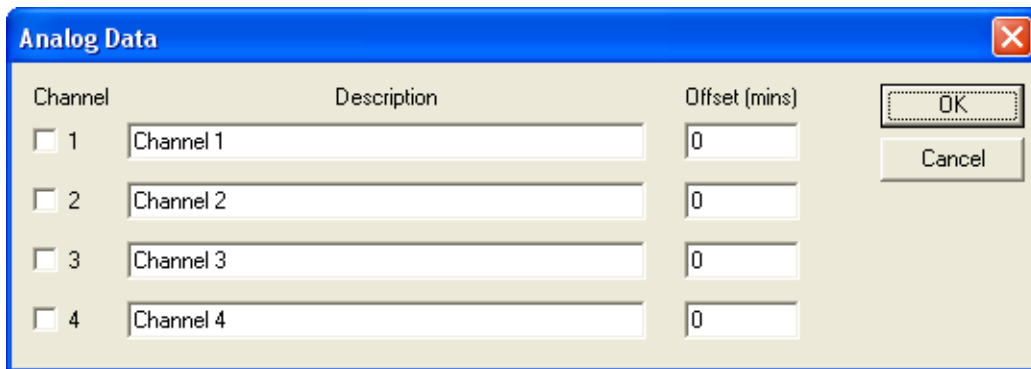 Analog Data
Channel Description Offset (mins) OK
1 Channel 1 0
Cancel
2 Channel 2 0
3 Channel 3 0
4 Channel 4 0